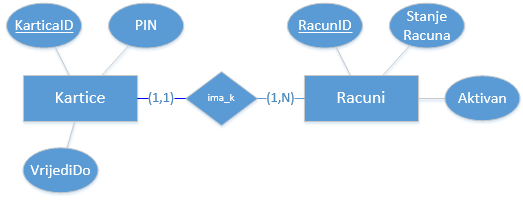 KarticaID
PIN
RacunID
Stanje
Racuna
Kartice
(1,1)
ima_k
(1,N)
Racuni
Aktivan
VrijediDo